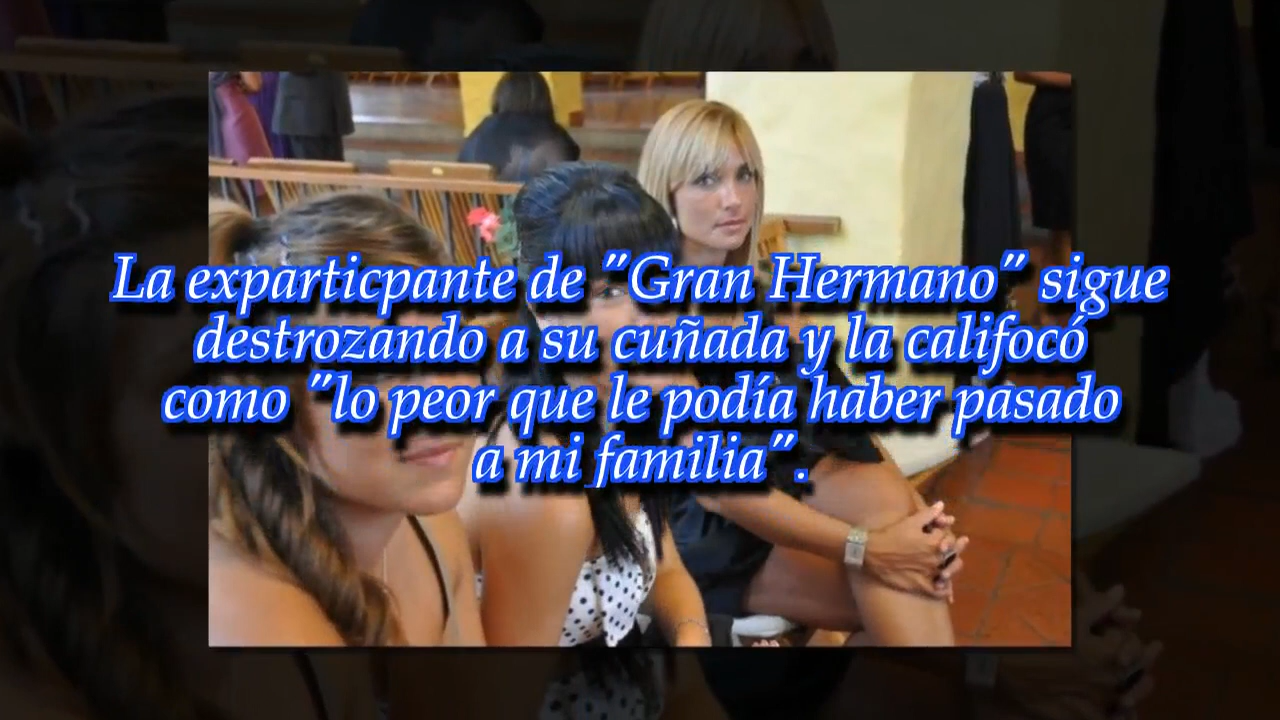 La exparticpante de "Gran Hermano" sigue
destrozando a su cuñada y la califocó
como "lo peor que le podía haber pasado
a mi familia".